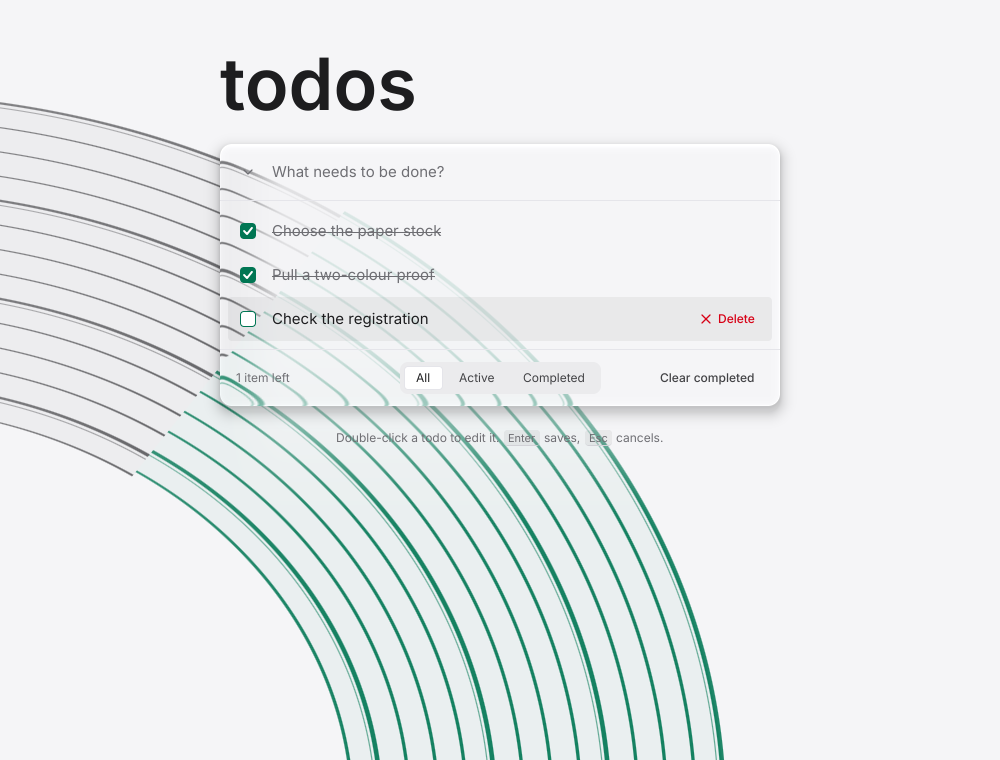 todos
What needs to be done?
Choose the paper stock
Pull a two-colour proof
Check the registration Delete
1 item left All Active Completed Clear completed
Double-click a todo to edit it. Enter saves, Esc cancels.